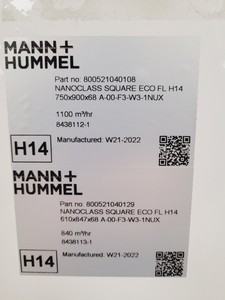 MANN+
HUMMEL
Part no: 800521040108
NANOCLASS SQUARE ECO FL H14
750x900x68 A-00-F3-W3-1NUX
1100 m³/hr
8438112-1
H14
Manufactured: W21-2022
MANN+
HUMMEL
Part no: 800521040129
NANOCLASS SQUARE ECO FL H14
610x847x68 A-00-F3-W3-1NUX
840 m³/hr
8438113-1
H14
Manufactured: W21-2022